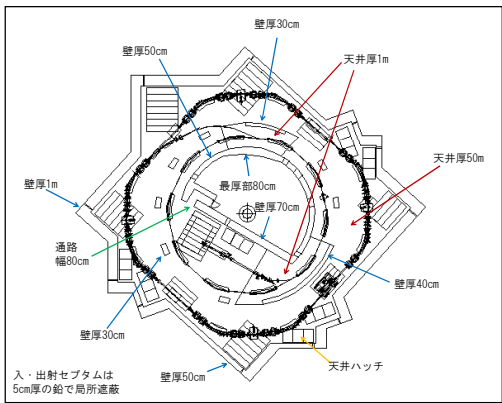 壁厚30cm
壁厚50cm
天井厚1m
天井厚50m
壁厚1m
最厚部80cm
壁厚70cm
通路
幅80cm
壁厚40cm
壁厚30cm
天井ハッチ
壁厚50cm
入・出射セプタムは
5cm厚の鉛で局所遮蔽